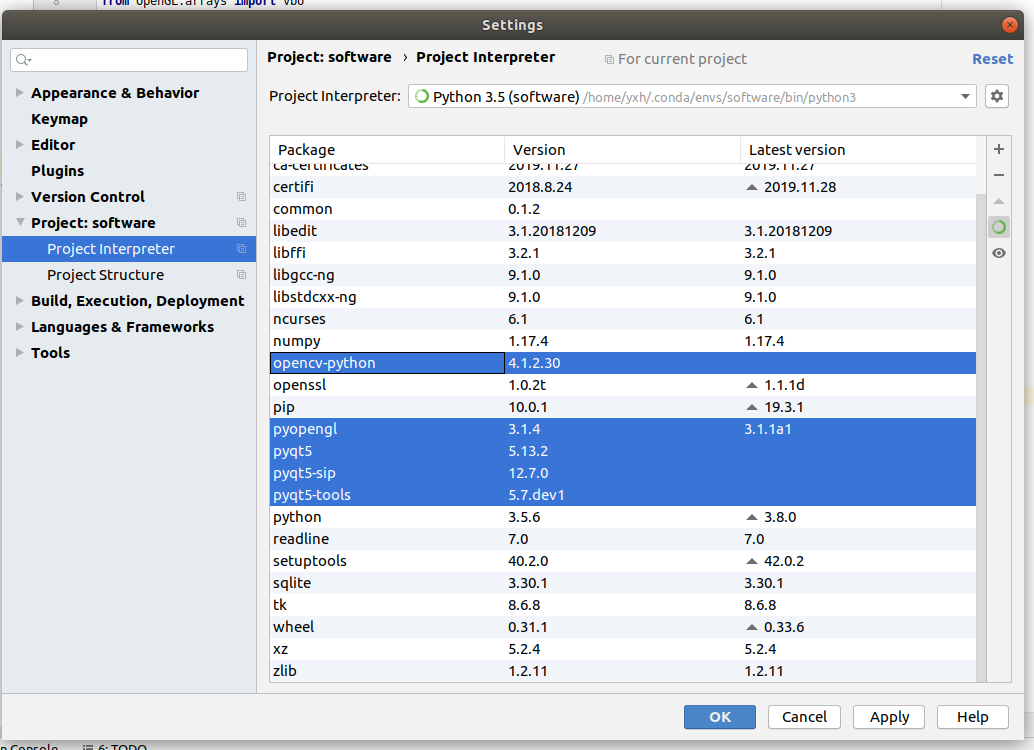 from OpenGL.arrays import vbo
Settings
Project: software › Project Interpreter For current project Reset
Project Interpreter: Python 3.5 (software) /home/yxh/.conda/envs/software/bin/python3
Appearance & Behavior
Keymap
Editor
Plugins
Version Control
Project: software
Project Interpreter
Project Structure
Build, Execution, Deployment
Languages & Frameworks
Tools
Package Version Latest version
ca-certificates 2019.11.27 2019.11.27
certifi 2018.8.24 2019.11.28
common 0.1.2
libedit 3.1.20181209 3.1.20181209
libffi 3.2.1 3.2.1
libgcc-ng 9.1.0 9.1.0
libstdcxx-ng 9.1.0 9.1.0
ncurses 6.1 6.1
numpy 1.17.4 1.17.4
opencv-python 4.1.2.30
openssl 1.0.2t 1.1.1d
pip 10.0.1 19.3.1
pyopengl 3.1.4 3.1.1a1
pyqt5 5.13.2
pyqt5-sip 12.7.0
pyqt5-tools 5.7.dev1
python 3.5.6 3.8.0
readline 7.0 7.0
setuptools 40.2.0 42.0.2
sqlite 3.30.1 3.30.1
tk 8.6.8 8.6.8
wheel 0.31.1 0.33.6
xz 5.2.4 5.2.4
zlib 1.2.11 1.2.11
OK Cancel Apply Help
n Console 6: TODO